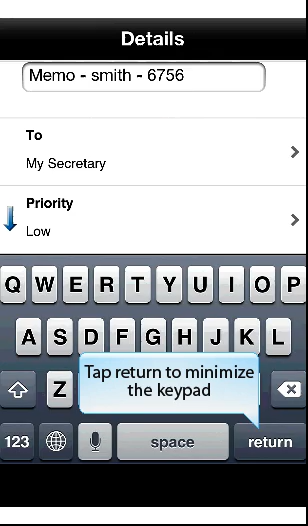 Details
Memo - smith - 6756
To
My Secretary
Priority
Low
Q W E R T Y U I O P
A S D F G H J K L
Z
Tap return to minimize
the keypad
123 space return